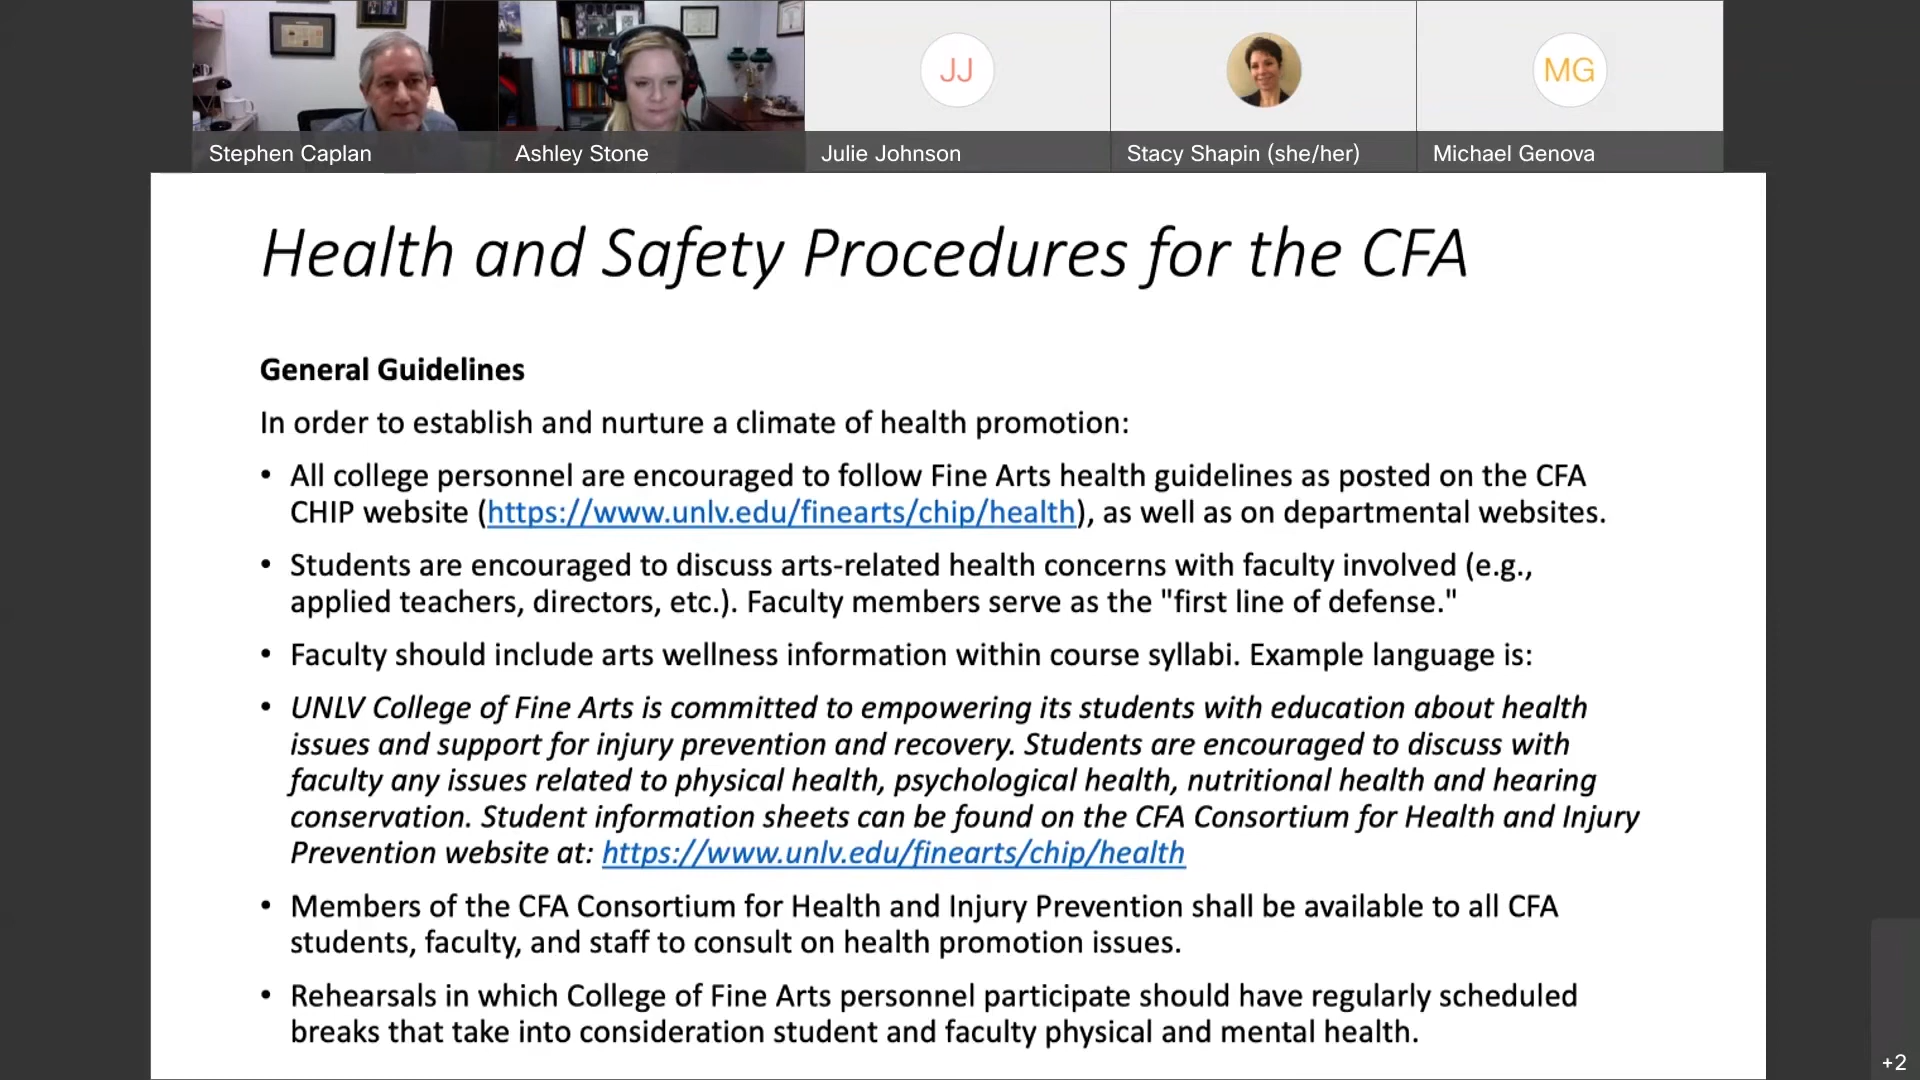 JJ
MG
Stephen Caplan
Ashley Stone
Julie Johnson
Stacy Shapin (she/her)
Michael Genova
Health and Safety Procedures for the CFA
General Guidelines
In order to establish and nurture a climate of health promotion:
• All college personnel are encouraged to follow Fine Arts health guidelines as posted on the CFA
CHIP website (https://www.unlv.edu/finearts/chip/health), as well as on departmental websites.
• Students are encouraged to discuss arts-related health concerns with faculty involved (e.g.,
applied teachers, directors, etc.). Faculty members serve as the "first line of defense."
• Faculty should include arts wellness information within course syllabi. Example language is:
• UNLV College of Fine Arts is committed to empowering its students with education about health
issues and support for injury prevention and recovery. Students are encouraged to discuss with
faculty any issues related to physical health, psychological health, nutritional health and hearing
conservation. Student information sheets can be found on the CFA Consortium for Health and Injury
Prevention website at: https://www.unlv.edu/finearts/chip/health
• Members of the CFA Consortium for Health and Injury Prevention shall be available to all CFA
students, faculty, and staff to consult on health promotion issues.
• Rehearsals in which College of Fine Arts personnel participate should have regularly scheduled
breaks that take into consideration student and faculty physical and mental health.
+2